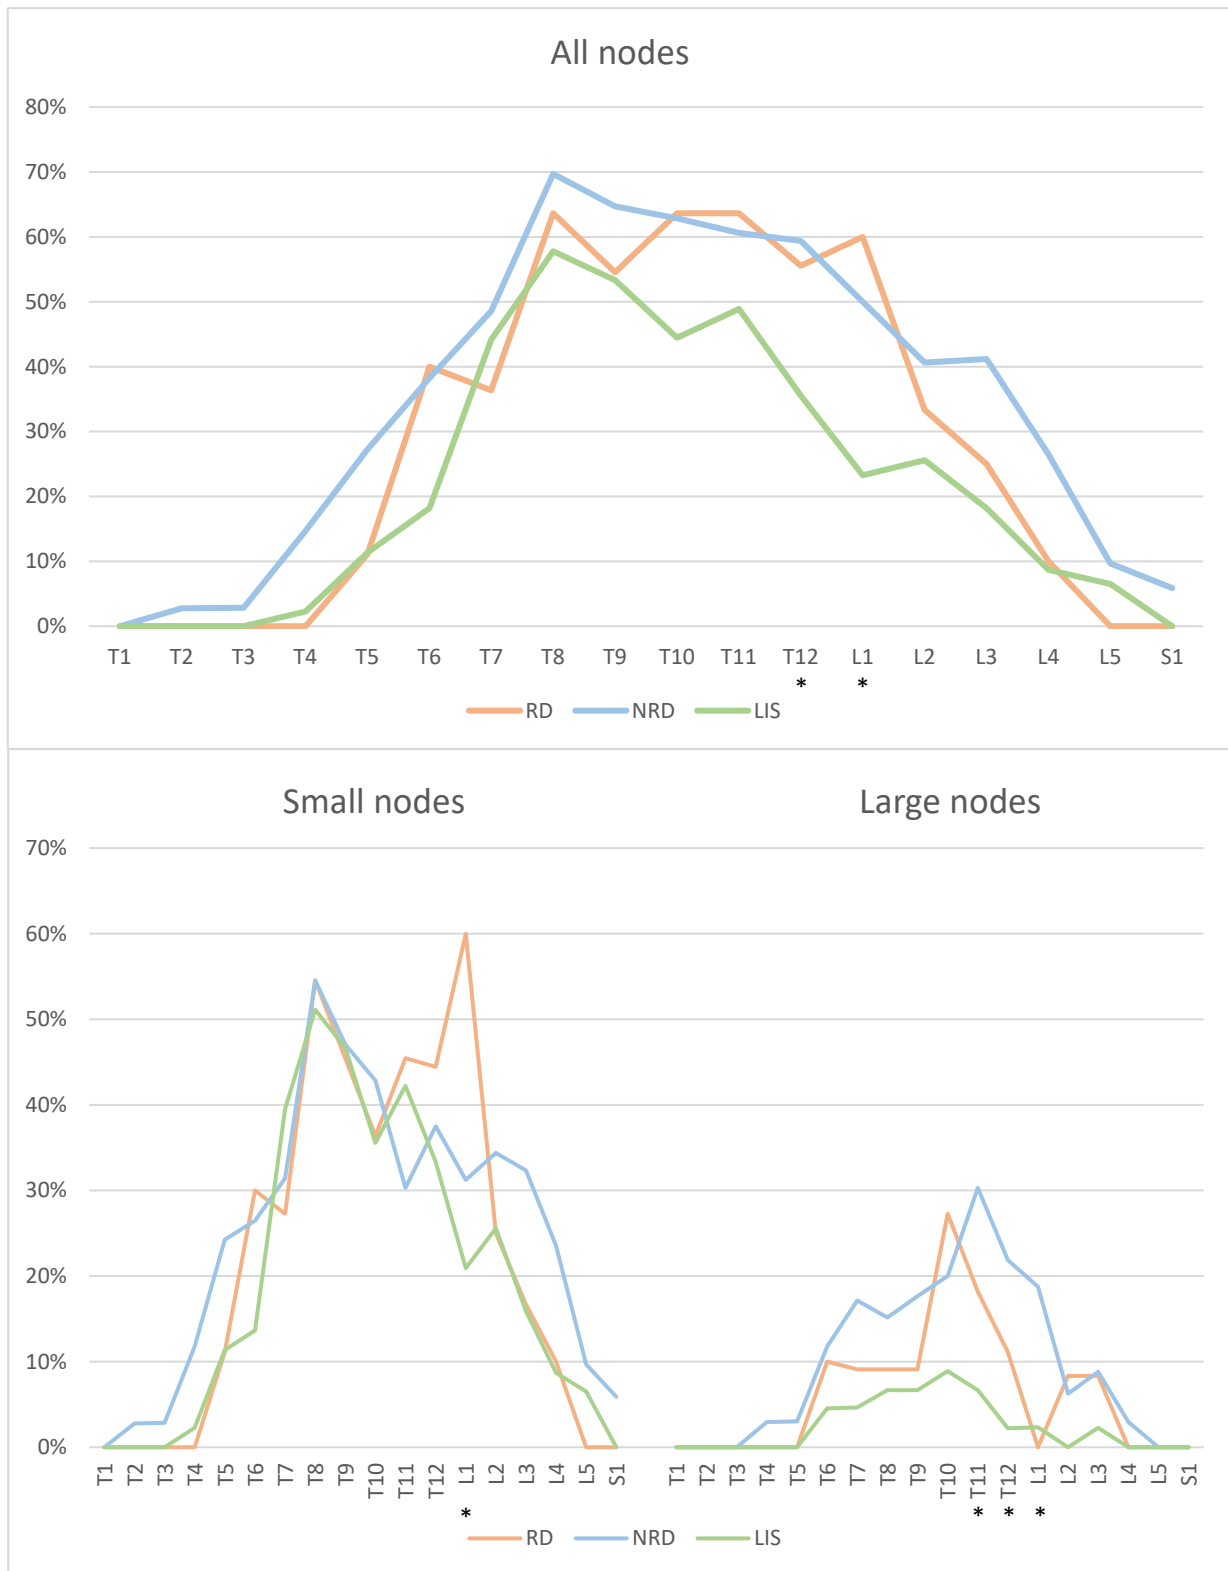 All nodes
80%
70%
60%
50%
40%
30%
20%
10%
0%
T1 T2 T3 T4 T5 T6 T7 T8 T9 T10 T11 T12 L1 L2 L3 L4 L5 S1
* *
RD NRD LIS
Small nodes Large nodes
70%
60%
50%
40%
30%
20%
10%
0%
T1 T2 T3 T4 T5 T6 T7 T8 T9 T10 T11 T12 L1 L2 L3 L4 L5 S1 T1 T2 T3 T4 T5 T6 T7 T8 T9 T10 T11 T12 L1 L2 L3 L4 L5 S1
* * * *
RD NRD LIS